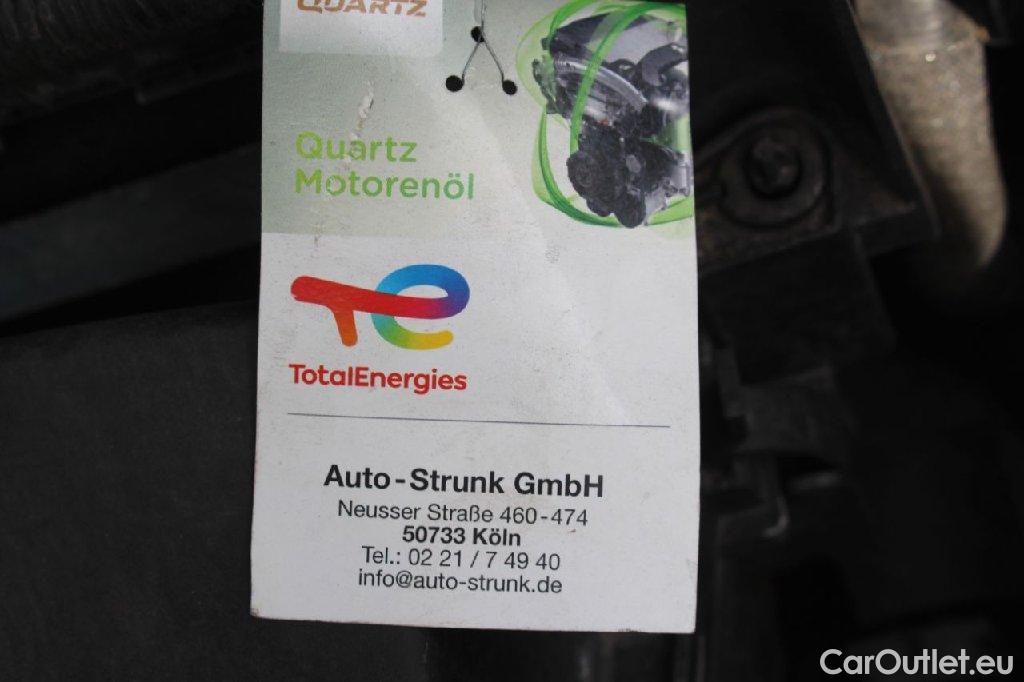 QUARTZ
Quartz
Motorenöl
TotalEnergies
Auto-Strunk GmbH
Neusser Straße 460-474
50733 Köln
Tel.: 02 21 / 7 49 40
info@auto-strunk.de
CarOutlet.eu